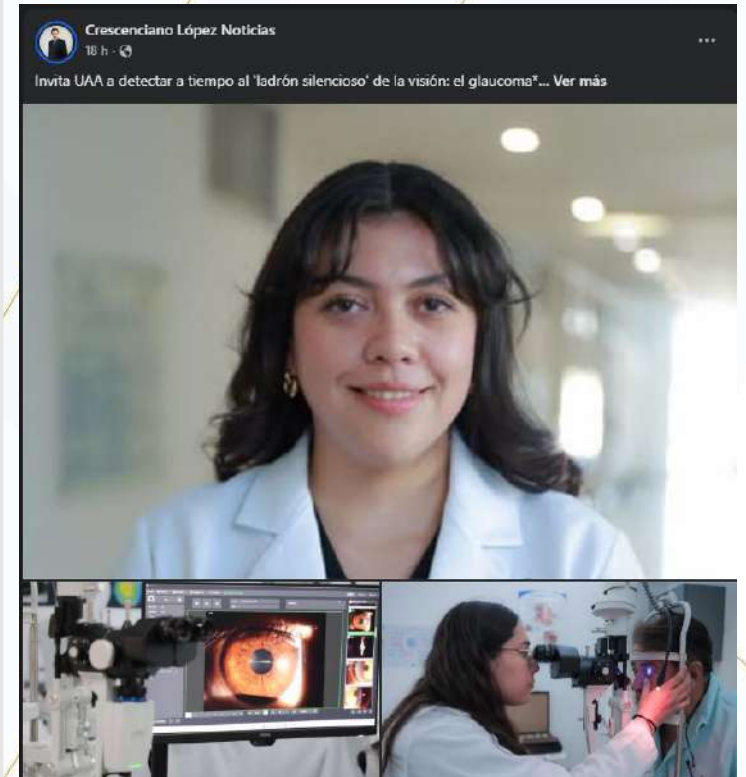 Crescenciano López Noticias
18 h ·
Invita UAA a detectar a tiempo al 'ladrón silencioso' de la visión: el glaucoma*... Ver más